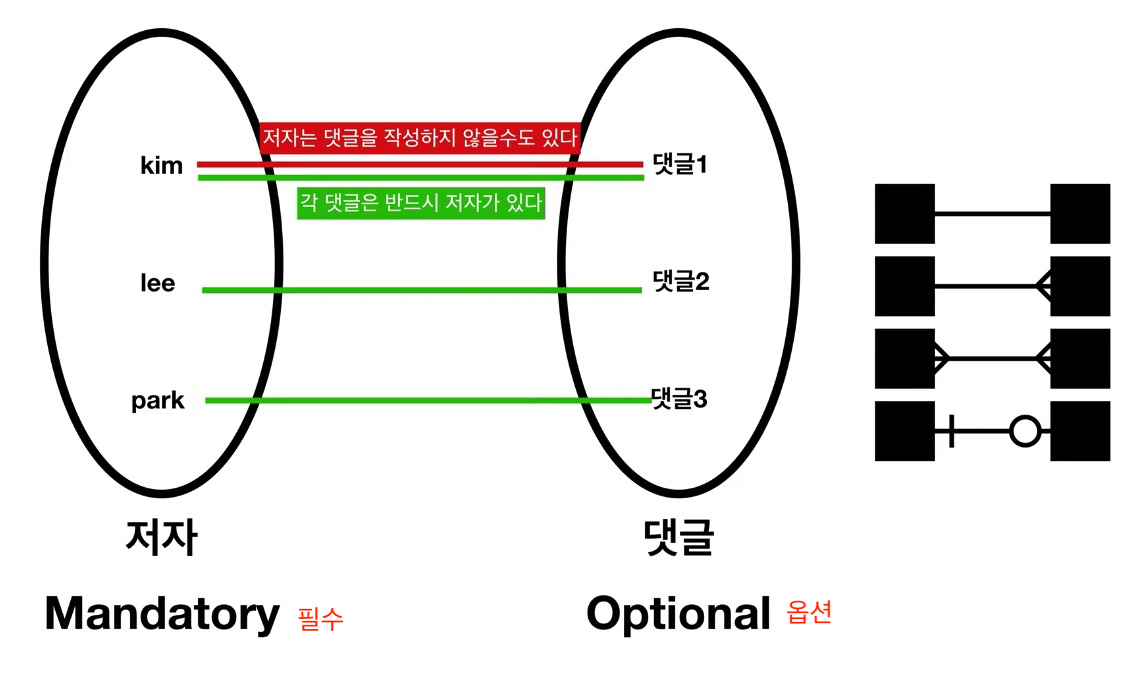 저자는 댓글을 작성하지 않을수도 있다
kim
댓글1
각 댓글은 반드시 저자가 있다
lee
댓글2
park
댓글3
저자
댓글
Mandatory 필수
Optional 옵션